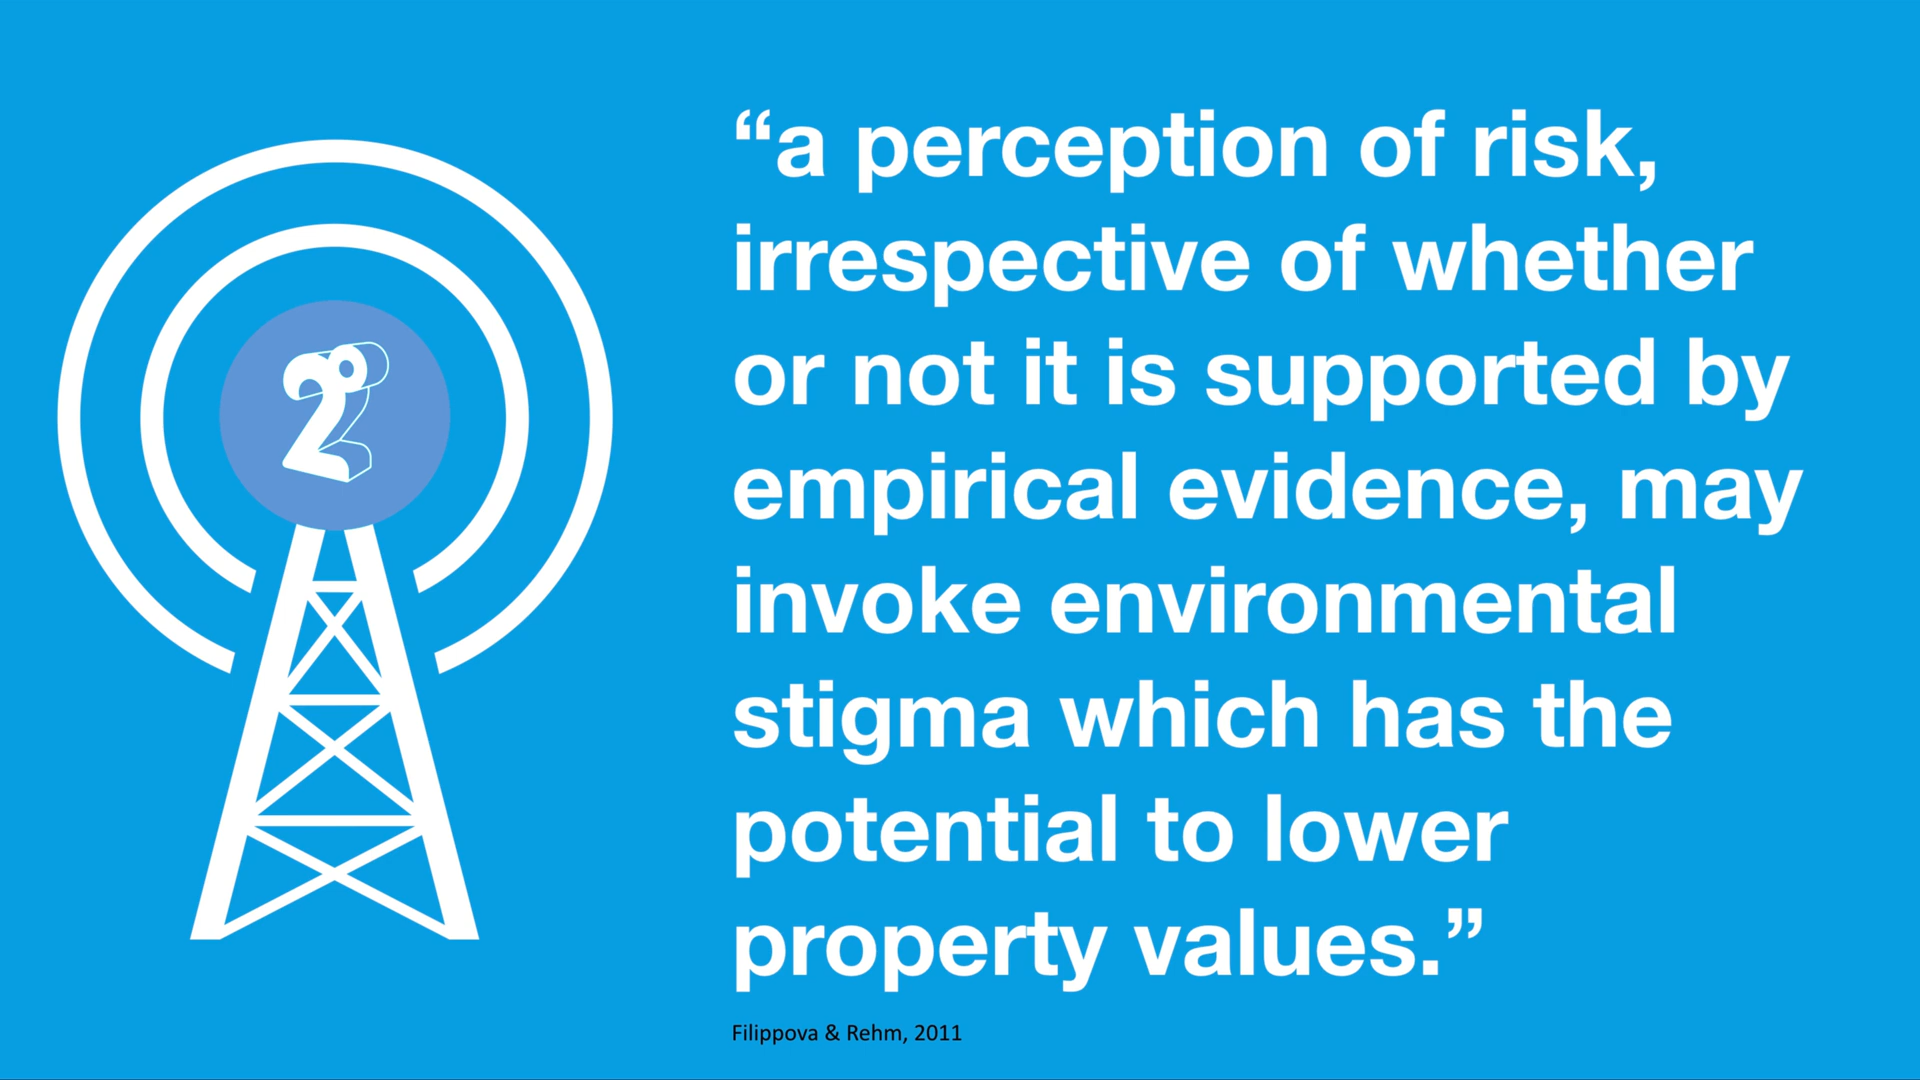 2°
“a perception of risk,
irrespective of whether
or not it is supported by
empirical evidence, may
invoke environmental
stigma which has the
potential to lower
property values.”
Filippova & Rehm, 2011